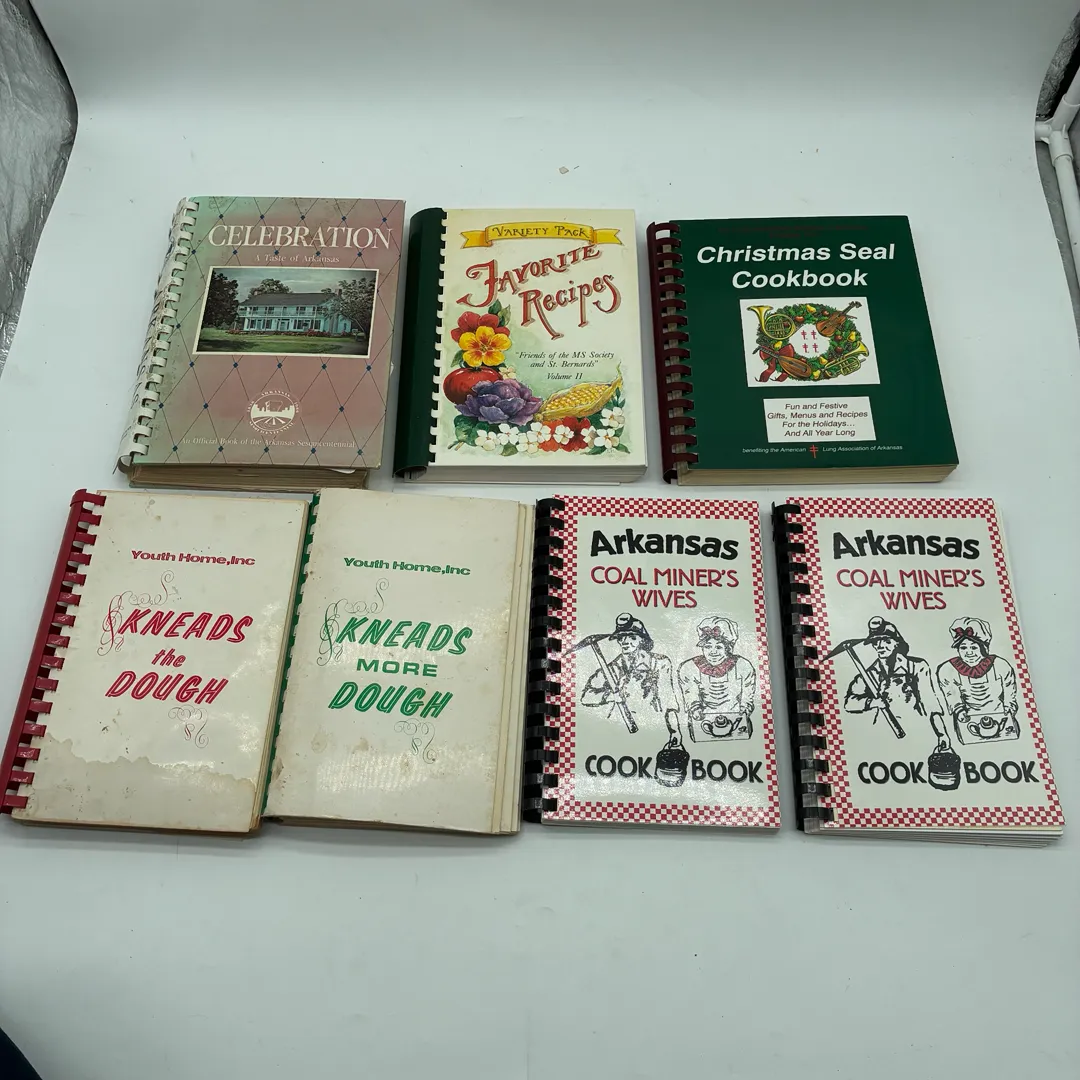 CELEBRATION
A Taste of Arkansas
An Official Book of the Arkansas Sesquicentennial
VARIETY PACK
FAVORITE
Recipes
"Friends of the MS Society
and St. Bernards"
Volume II
Christmas Seal
Cookbook
Fun and Festive
Gifts, Menus and Recipes
For the Holidays...
And All Year Long
benefiting the American Lung Association of Arkansas
Youth Home,Inc
KNEADS
the
DOUGH
Youth Home,Inc
KNEADS
MORE
DOUGH
Arkansas
COAL MINER'S
WIVES
COOK BOOK
Arkansas
COAL MINER'S
WIVES
COOK BOOK